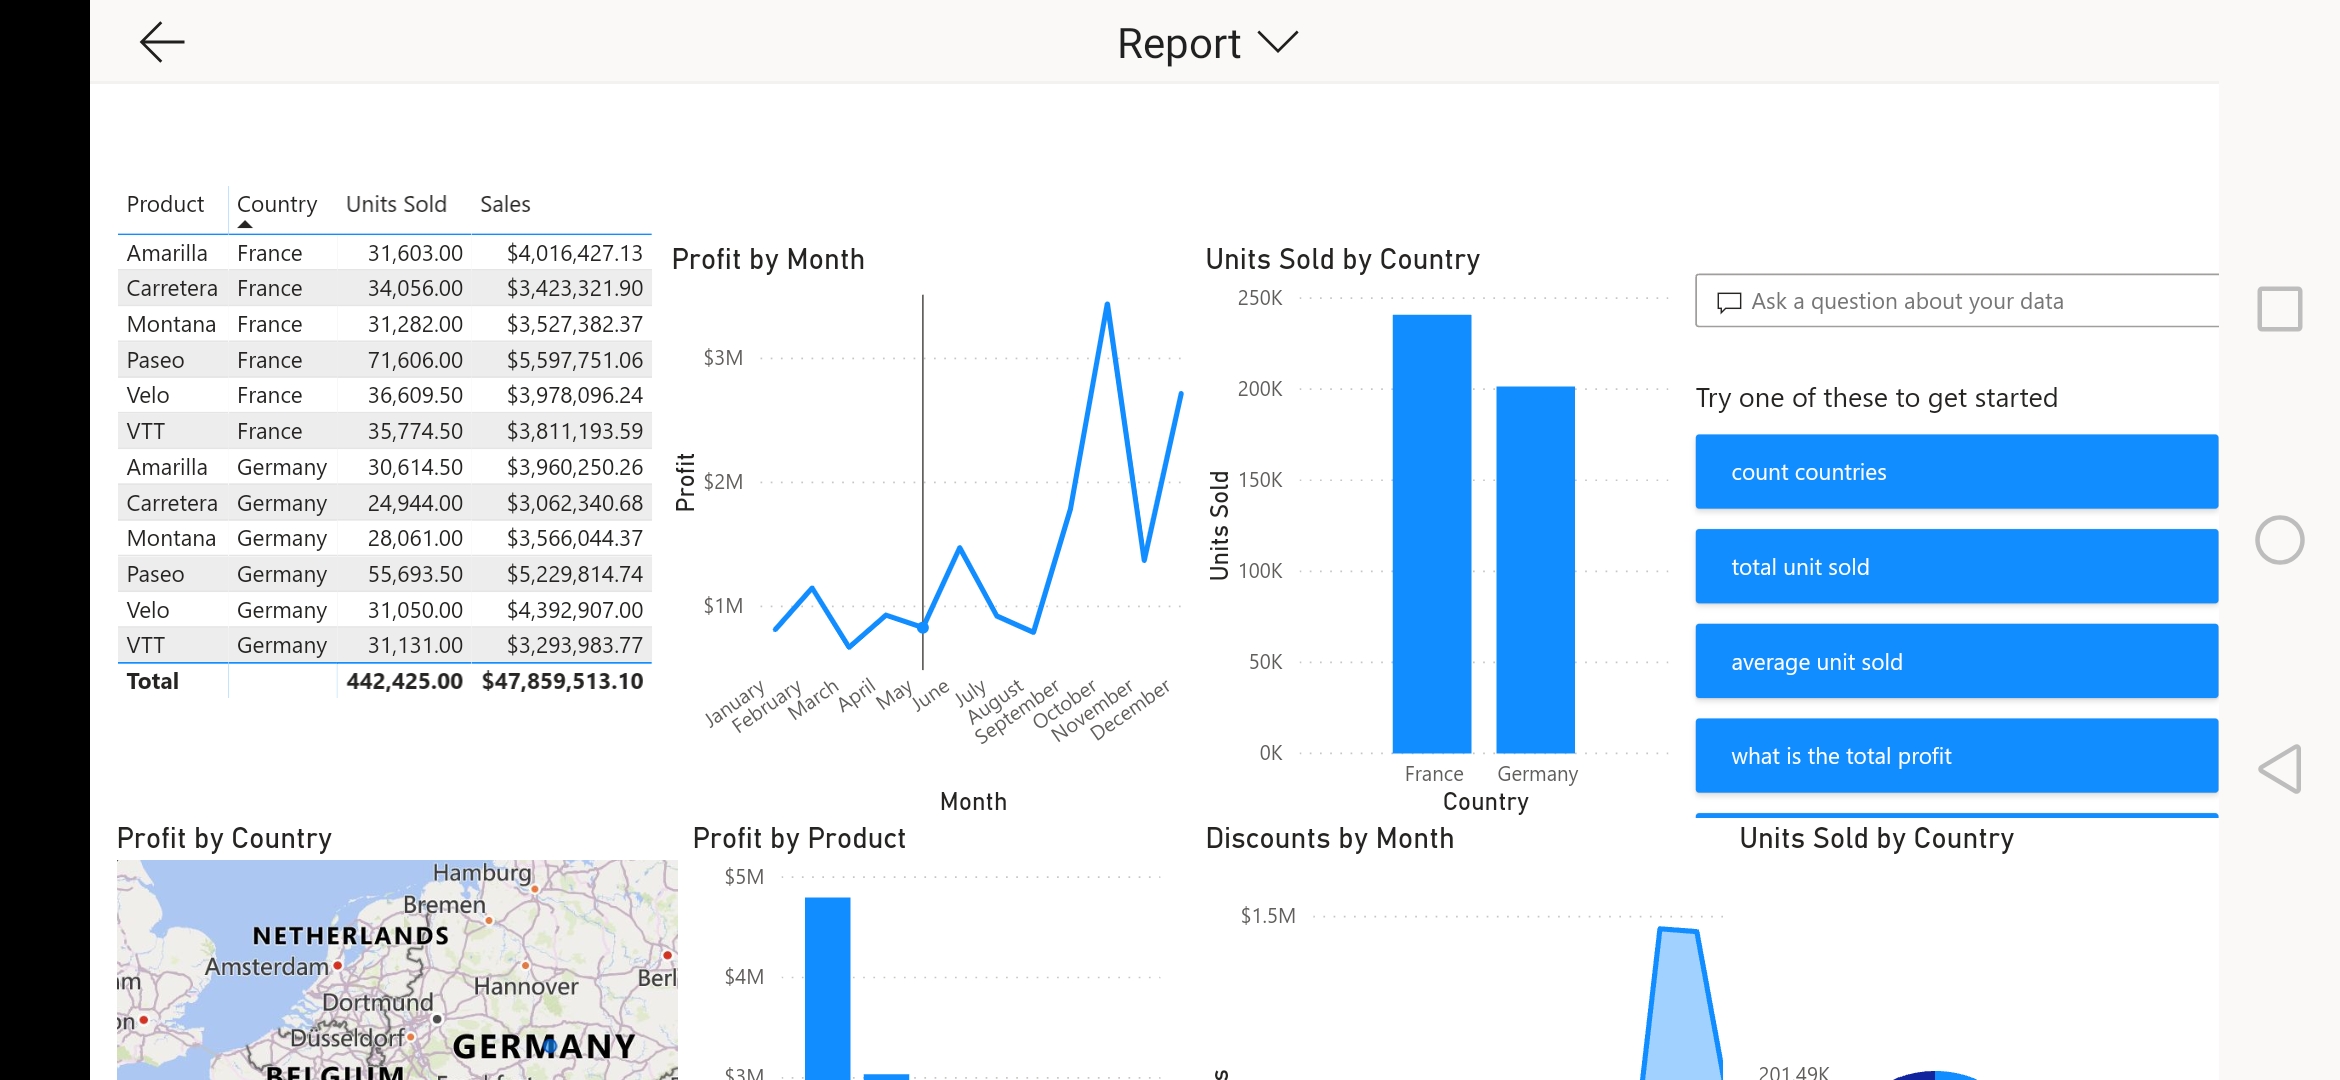 Report
Product Country Units Sold Sales
Amarilla France 31,603.00 $4,016,427.13
Carretera France 34,056.00 $3,423,321.90
Montana France 31,282.00 $3,527,382.37
Paseo France 71,606.00 $5,597,751.06
Velo France 36,609.50 $3,978,096.24
VTT France 35,774.50 $3,811,193.59
Amarilla Germany 30,614.50 $3,960,250.26
Carretera Germany 24,944.00 $3,062,340.68
Montana Germany 28,061.00 $3,566,044.37
Paseo Germany 55,693.50 $5,229,814.74
Velo Germany 31,050.00 $4,392,907.00
VTT Germany 31,131.00 $3,293,983.77
Total 442,425.00 $47,859,513.10
Profit by Month
$3M
$2M
$1M
Profit
January
February
March
April
May
June
July
August
September
October
November
December
Month
Units Sold by Country
250K
200K
150K
100K
50K
0K
Units Sold
France
Germany
Country
Ask a question about your data
Try one of these to get started
count countries
total unit sold
average unit sold
what is the total profit
Profit by Country
Hamburg
Bremen
NETHERLANDS
Amsterdam
Berl
am
Hannover
Dortmund
on
Düsseldorf
GERMANY
BELGIUM
Profit by Product
$5M
$4M
$3M
Discounts by Month
$1.5M
Units Sold by Country
201.49K